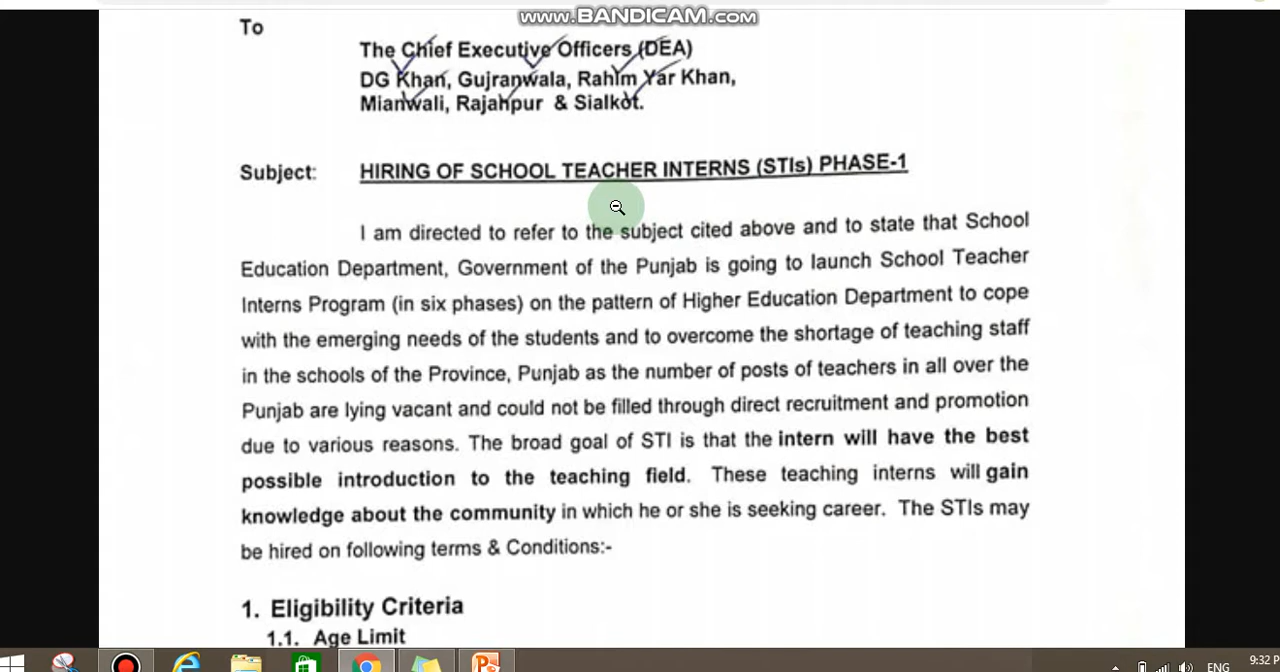 www.BANDICAM.com
To
The Chief Executive Officers (DEA)
DG Khan, Gujranwala, Rahim Yar Khan,
Mianwali, Rajanpur & Sialkot.
Subject: HIRING OF SCHOOL TEACHER INTERNS (STIs) PHASE-1
I am directed to refer to the subject cited above and to state that School
Education Department, Government of the Punjab is going to launch School Teacher
Interns Program (in six phases) on the pattern of Higher Education Department to cope
with the emerging needs of the students and to overcome the shortage of teaching staff
in the schools of the Province, Punjab as the number of posts of teachers in all over the
Punjab are lying vacant and could not be filled through direct recruitment and promotion
due to various reasons. The broad goal of STI is that the intern will have the best
possible introduction to the teaching field. These teaching interns will gain
knowledge about the community in which he or she is seeking career. The STIs may
be hired on following terms & Conditions:-
1. Eligibility Criteria
1.1. Age Limit
ENG
9:32 P